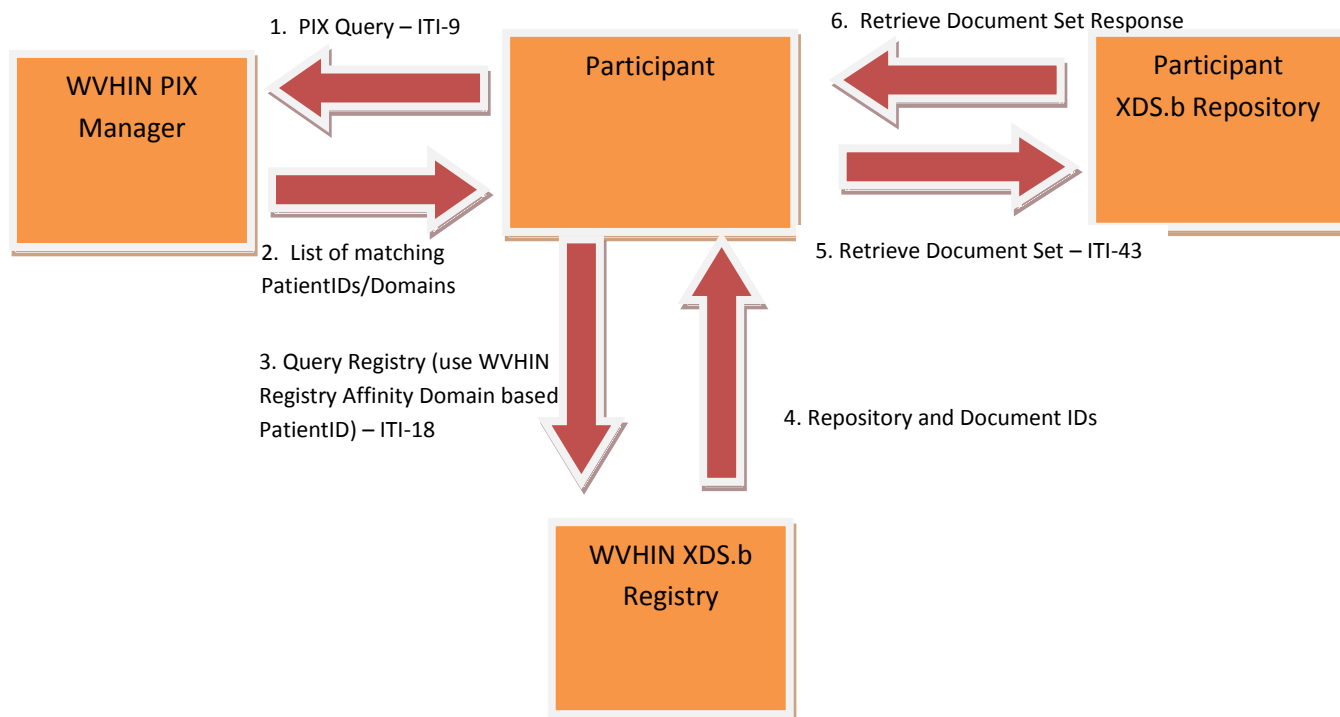 1. PIX Query – ITI-9
6. Retrieve Document Set Response
WVHIN PIX
Manager
Participant
Participant
XDS.b Repository
2. List of matching
PatientIDs/Domains
5. Retrieve Document Set – ITI-43
3. Query Registry (use WVHIN
Registry Affinity Domain based
PatientID) – ITI-18
4. Repository and Document IDs
WVHIN XDS.b
Registry